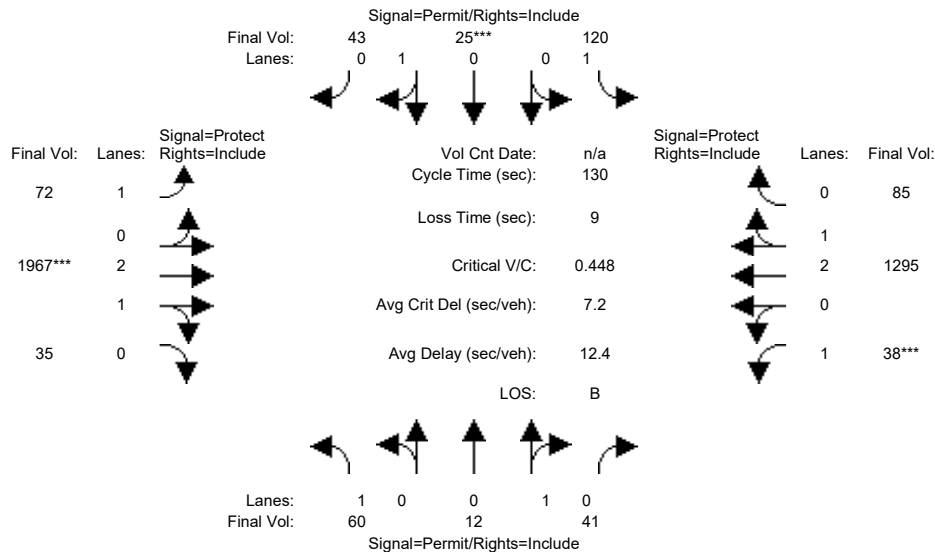 Signal=Permit/Rights=Include
Final Vol: 43 25*** 120
Lanes: 0 1 0 0 1
Signal=Protect
Final Vol: Lanes: Rights=Include
Vol Cnt Date: n/a
Signal=Protect
Rights=Include Lanes: Final Vol:
Cycle Time (sec): 130
72 1
0 85
Loss Time (sec): 9
0
1
1967*** 2
Critical V/C: 0.448
2 1295
1
Avg Crit Del (sec/veh): 7.2
0
35 0
Avg Delay (sec/veh): 12.4
1 38***
LOS: B
Lanes: 1 0 0 1 0
Final Vol: 60 12 41
Signal=Permit/Rights=Include